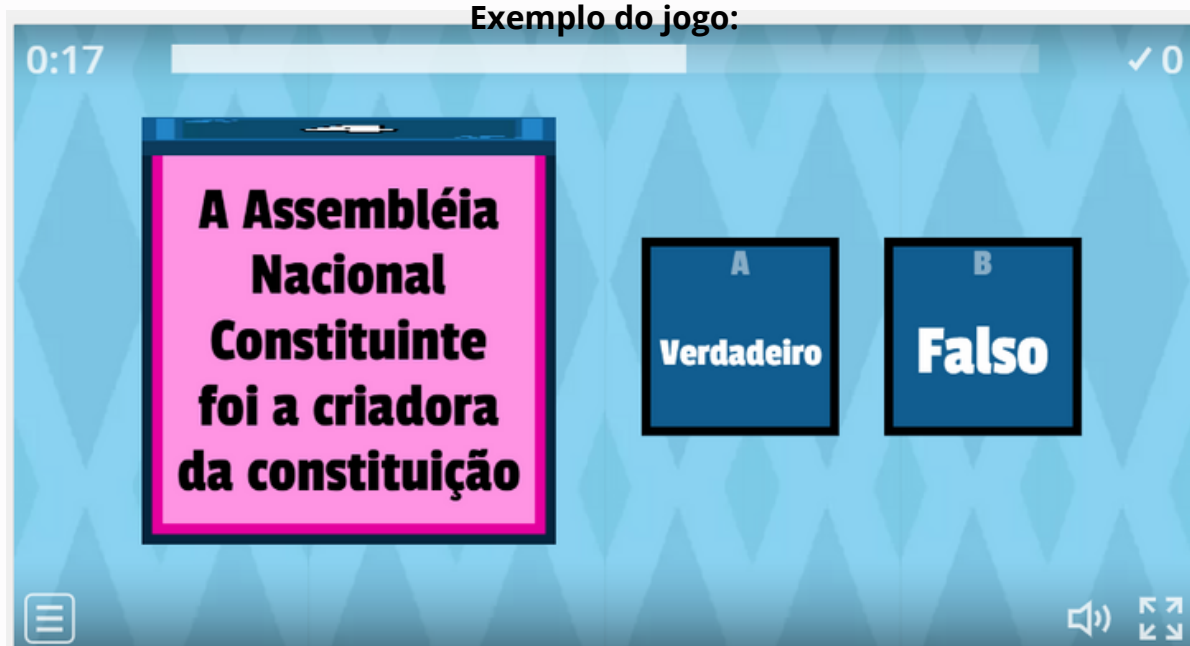 Exemplo do jogo:
0:17
✓ 0
A Assembléia
Nacional
Constituinte
foi a criadora
da constituição
A
Verdadeiro
B
Falso